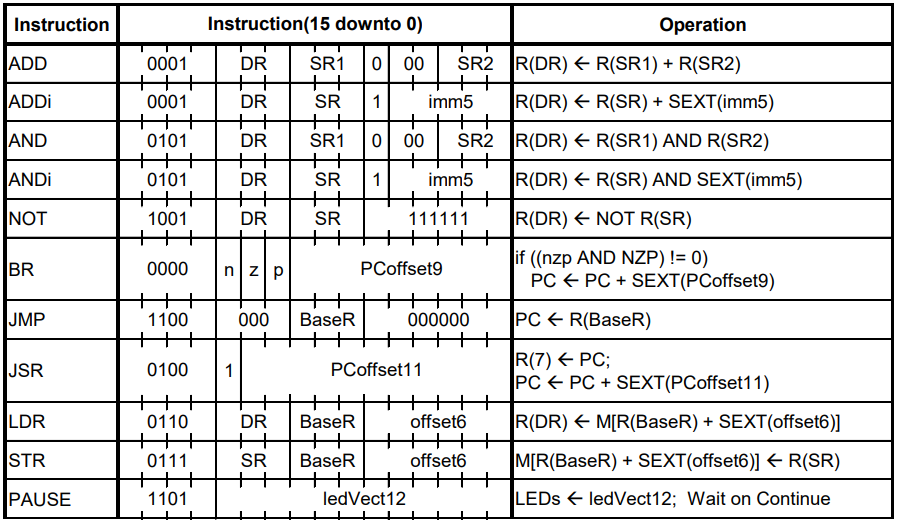 Instruction Instruction(15 downto 0) Operation
ADD 0001 DR SR1 0 00 SR2 R(DR) ← R(SR1) + R(SR2)
ADDi 0001 DR SR 1 imm5 R(DR) ← R(SR) + SEXT(imm5)
AND 0101 DR SR1 0 00 SR2 R(DR) ← R(SR1) AND R(SR2)
ANDi 0101 DR SR 1 imm5 R(DR) ← R(SR) AND SEXT(imm5)
NOT 1001 DR SR 111111 R(DR) ← NOT R(SR)
BR 0000 n z p PCoffset9 if ((nzp AND NZP) != 0)
PC ← PC + SEXT(PCoffset9)
JMP 1100 000 BaseR 000000 PC ← R(BaseR)
JSR 0100 1 PCoffset11 R(7) ← PC;
PC ← PC + SEXT(PCoffset11)
LDR 0110 DR BaseR offset6 R(DR) ← M[R(BaseR) + SEXT(offset6)]
STR 0111 SR BaseR offset6 M[R(BaseR) + SEXT(offset6)] ← R(SR)
PAUSE 1101 ledVect12 LEDs ← ledVect12; Wait on Continue